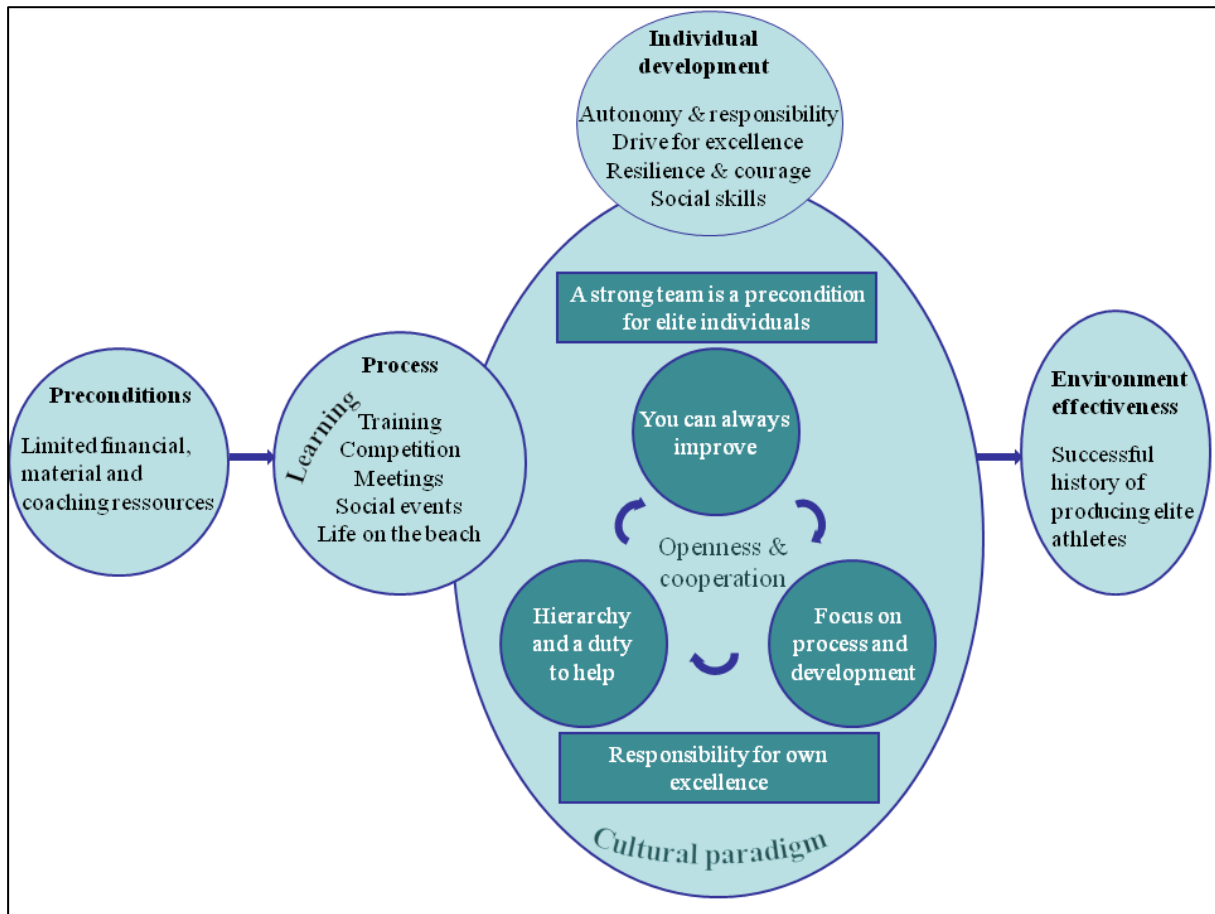 Individual
development
Autonomy & responsibility
Drive for excellence
Resilience & courage
Social skills
A strong team is a precondition
for elite individuals
Preconditions
Limited financial,
material and
coaching ressources
Process
Learning
Training
Competition
Meetings
Social events
Life on the beach
You can always
improve
Openness &
cooperation
Hierarchy
and a duty
to help
Focus on
process and
development
Responsibility for own
excellence
Cultural paradigm
Environment
effectiveness
Successful
history of
producing elite
athletes